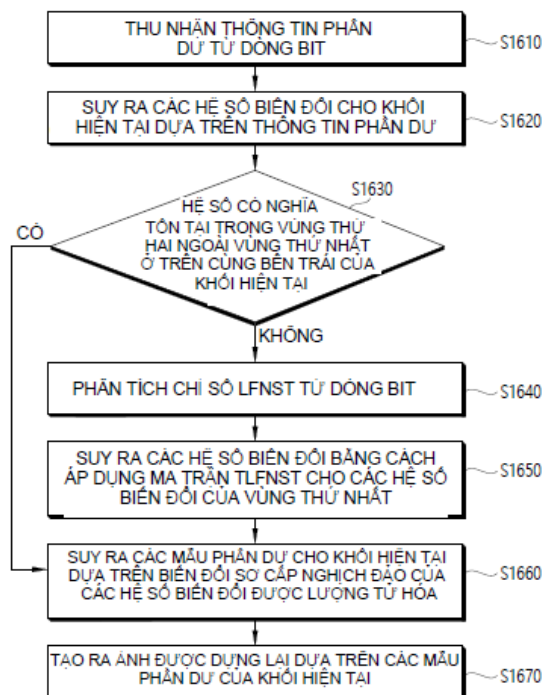 THU NHẬN THÔNG TIN PHẦN
DƯ TỪ DÒNG BIT
S1610
SUY RA CÁC HỆ SỐ BIẾN ĐỔI CHO KHỐI
HIỆN TẠI DỰA TRÊN THÔNG TIN PHẦN DƯ
S1620
S1630
HỆ SỐ CÓ NGHĨA
TỒN TẠI TRONG VÙNG THỨ
HAI NGOÀI VÙNG THỨ NHẤT
Ở TRÊN CÙNG BÊN TRÁI CỦA
KHỐI HIỆN TẠI
CÓ
KHÔNG
PHÂN TÍCH CHỈ SỐ LFNST TỪ DÒNG BIT
S1640
SUY RA CÁC HỆ SỐ BIẾN ĐỔI BẰNG CÁCH
ÁP DỤNG MA TRẬN TLFNST CHO CÁC HỆ SỐ
BIẾN ĐỔI CỦA VÙNG THỨ NHẤT
S1650
SUY RA CÁC MẪU PHẦN DƯ CHO KHỐI HIỆN TẠI
DỰA TRÊN BIẾN ĐỔI SƠ CẤP NGHỊCH ĐẢO CỦA
CÁC HỆ SỐ BIẾN ĐỔI ĐƯỢC LƯỢNG TỬ HÓA
S1660
TẠO RA ẢNH ĐƯỢC DỰNG LẠI DỰA TRÊN CÁC MẪU
PHẦN DƯ CỦA KHỐI HIỆN TẠI
S1670